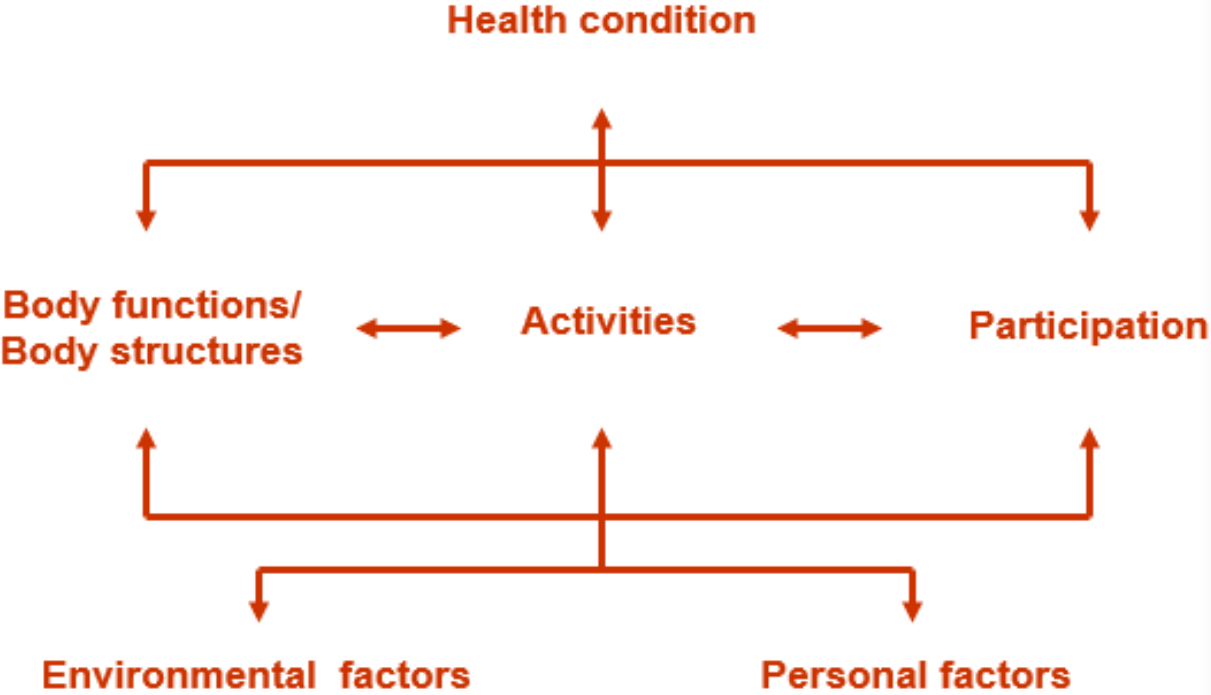 Health condition
Body functions/
Body structures
Activities
Participation
Environmental factors
Personal factors